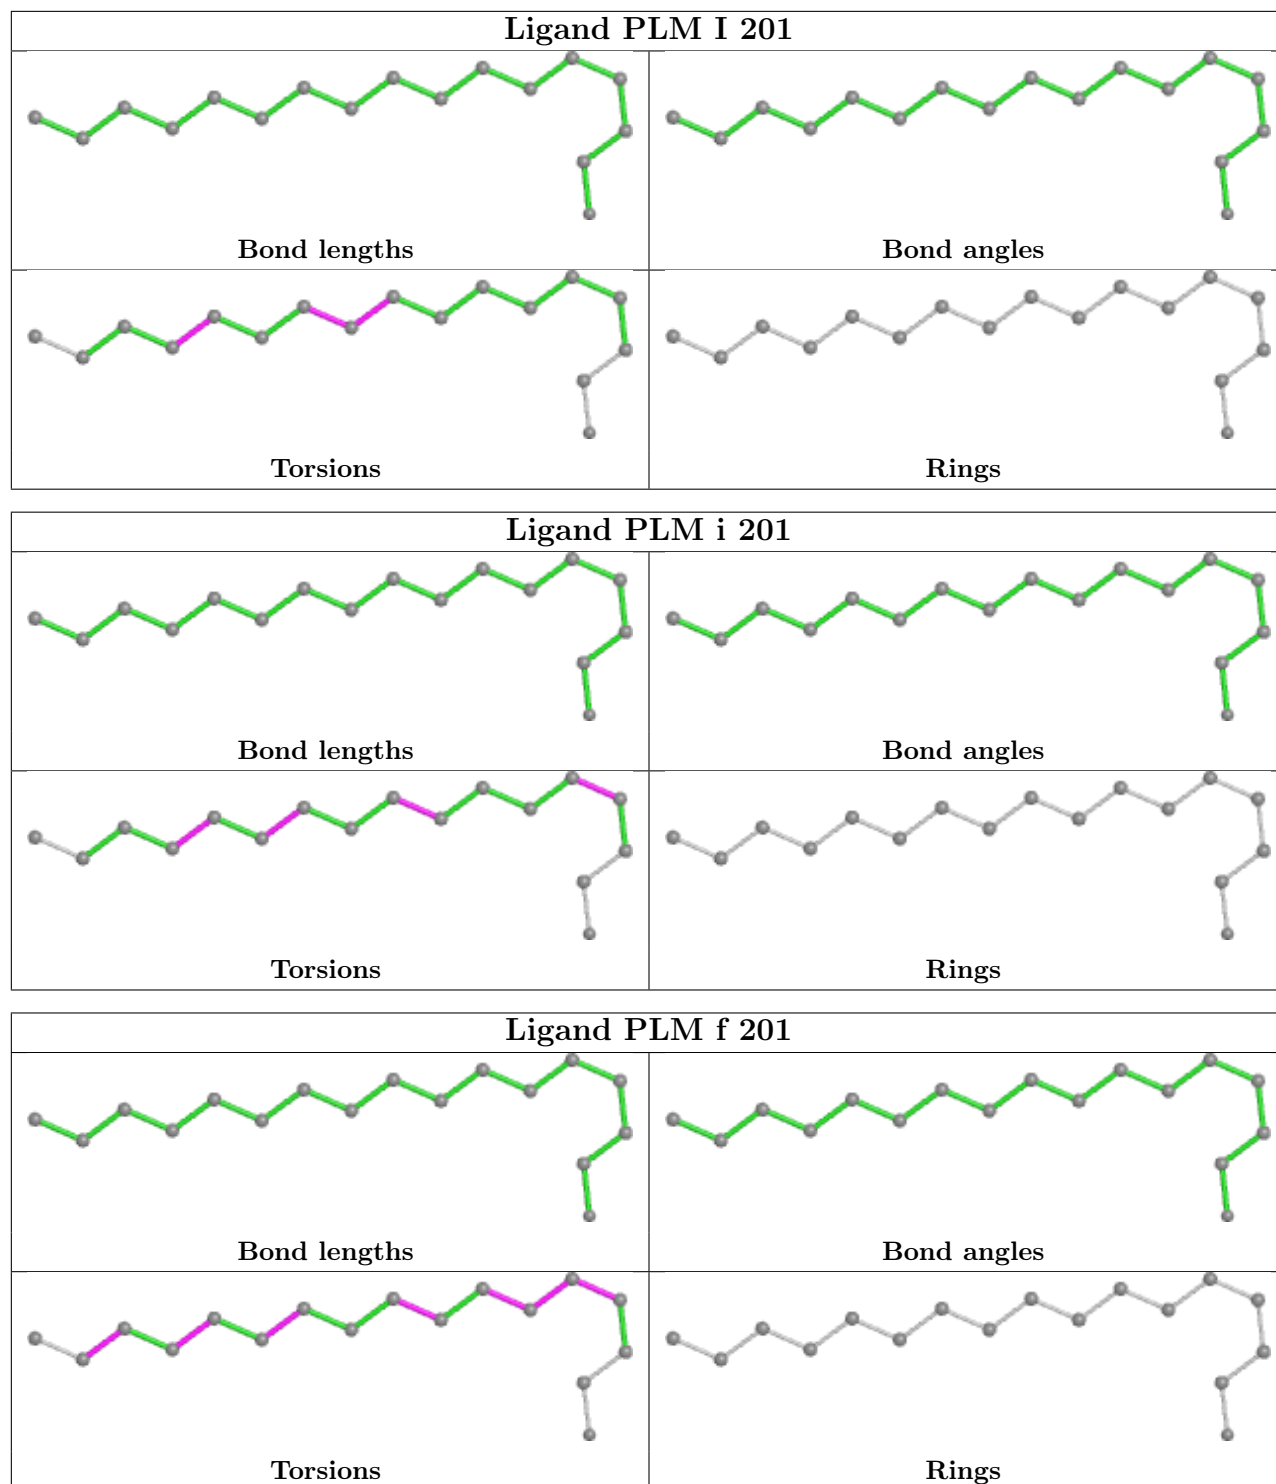 Ligand PLM I 201
Bond lengths
Bond angles
Torsions
Rings
Ligand PLM i 201
Bond lengths
Bond angles
Torsions
Rings
Ligand PLM f 201
Bond lengths
Bond angles
Torsions
Rings